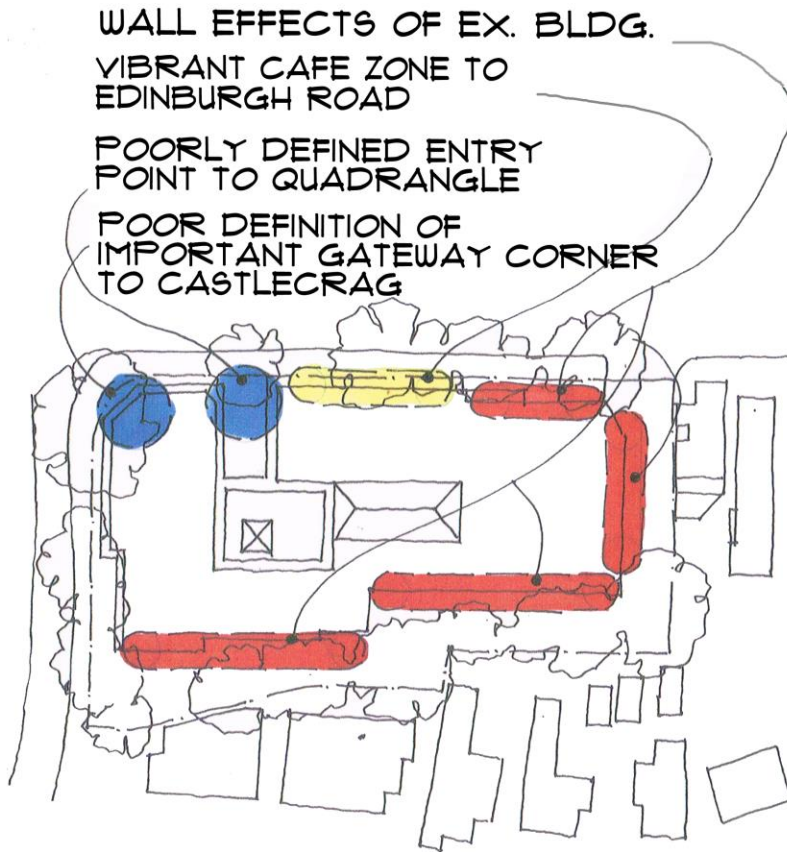 WALL EFFECTS OF EX. BLDG.
VIBRANT CAFE ZONE TO
EDINBURGH ROAD
POORLY DEFINED ENTRY
POINT TO QUADRANGLE
POOR DEFINITION OF
IMPORTANT GATEWAY CORNER
TO CASTLECRAG